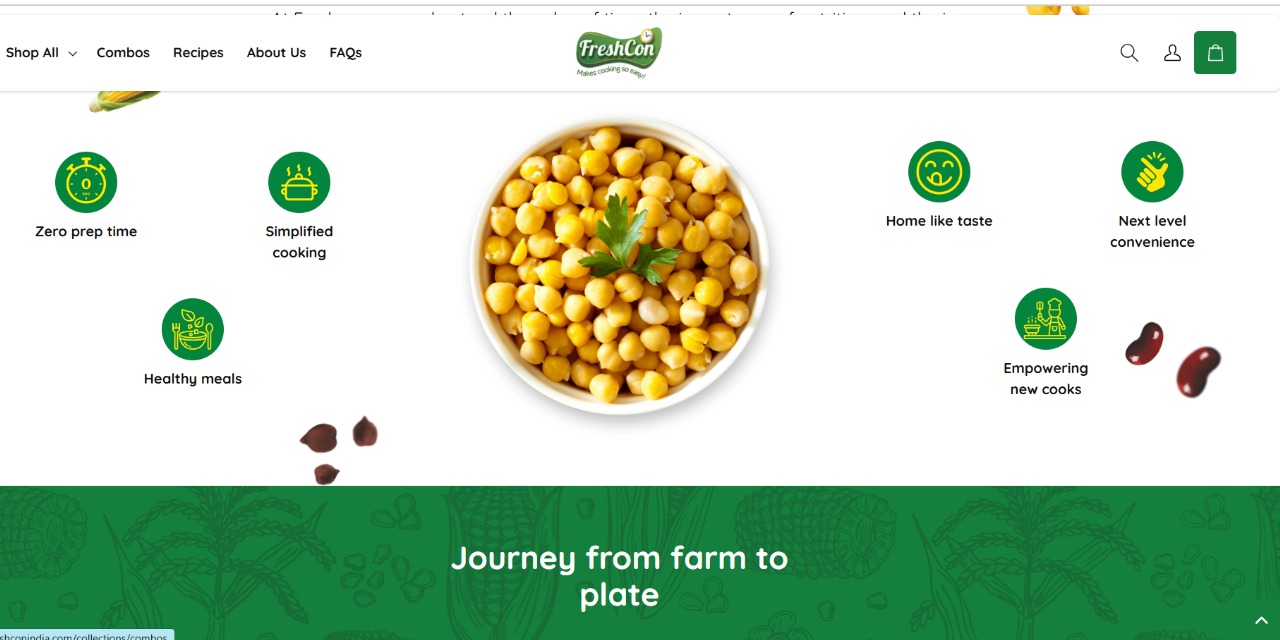 Shop All
Combos
Recipes
About Us
FAQs
FreshCon
Makes cooking so easy!
Zero prep time
Simplified
cooking
Healthy meals
Home like taste
Next level
convenience
Empowering
new cooks
Journey from farm to
plate
shconindia.com/collections/combos